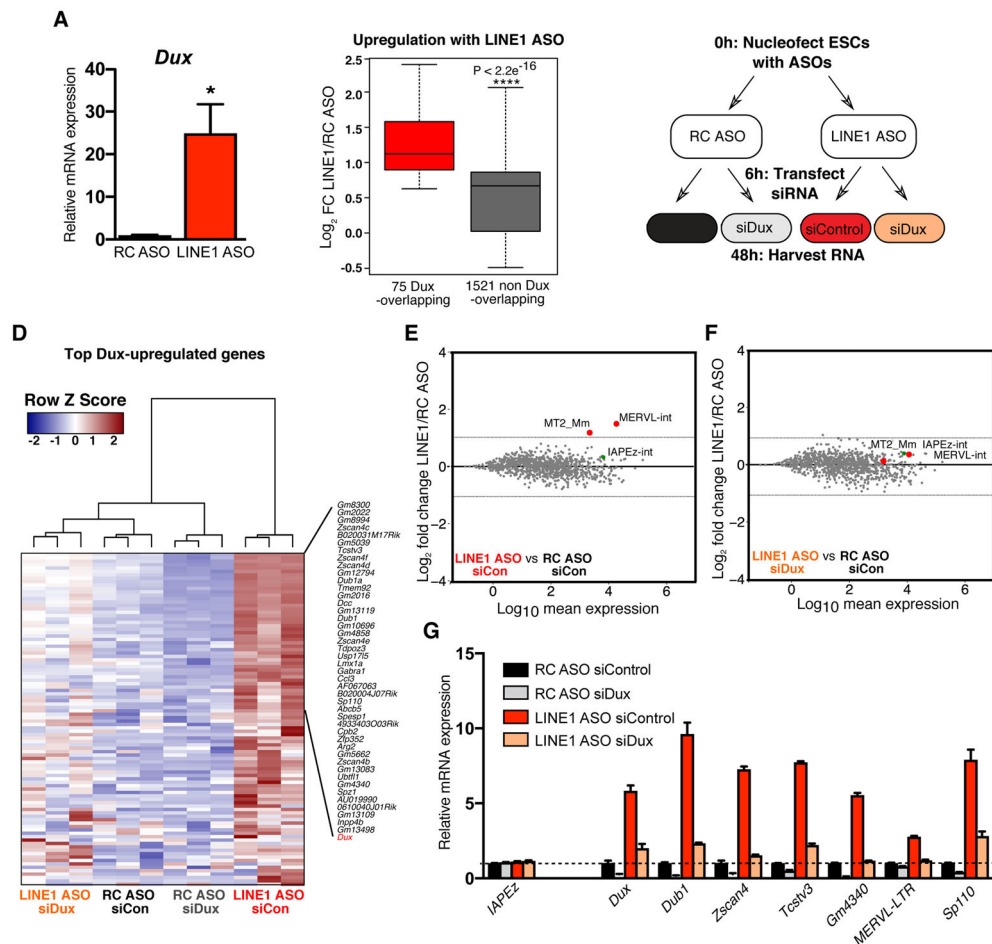 A
Dux
Relative mRNA expression
40
30
20
10
0
*
RC ASO
LINE1 ASO
Upregulation with LINE1 ASO
P < 2.2e-16
****
Log2 FC LINE1/RC ASO
2.5
2.0
1.5
1.0
0.5
0.0
-0.5
75 Dux
-overlapping
1521 non Dux
-overlapping
0h: Nucleofect ESCs
with ASOs
RC ASO
LINE1 ASO
6h: Transfect
siRNA
siDux
siControl
siDux
48h: Harvest RNA
D
Top Dux-upregulated genes
Row Z Score
-2 -1 0 1 2
Gm8300
Gm2022
Gm8994
Zscan4c
B020031M17Rik
Gm5039
Tcstv3
Zscan4f
Zscan4d
Gm12794
Dub1a
Tmem92
Gm2016
Dcc
Gm13119
Dub1
Gm10696
Gm4858
Zscan4e
Tdpoz3
Usp17l5
Lmx1a
Gabra1
Ccl3
AF067063
B020004J07Rik
Sp110
Abcb5
Spesp1
4933403O03Rik
Cpb2
Zfp352
Arg2
Gm5662
Zscan4b
Gm13083
Ubtfl1
Gm4340
Spz1
AU019990
0610040J01Rik
Gm13109
Inpp4b
Gm13498
Dux
LINE1 ASO
siDux
RC ASO
siCon
RC ASO
siDux
LINE1 ASO
siCon
E
Log2 fold change LINE1/RC ASO
4
2
0
−2
−4
MT2_Mm
MERVL-int
IAPEz-int
LINE1 ASO vs RC ASO
siCon siCon
0 2 4 6
Log10 mean expression
F
Log2 fold change LINE1/RC ASO
4
2
0
−2
−4
MT2_Mm
IAPEz-int
MERVL-int
LINE1 ASO vs RC ASO
siDux siCon
0 2 4 6
Log10 mean expression
G
Relative mRNA expression
15
10
5
0
RC ASO siControl
RC ASO siDux
LINE1 ASO siControl
LINE1 ASO siDux
IAPEz
Dux
Dub1
Zscan4
Tcstv3
Gm4340
MERVL-LTR
Sp110